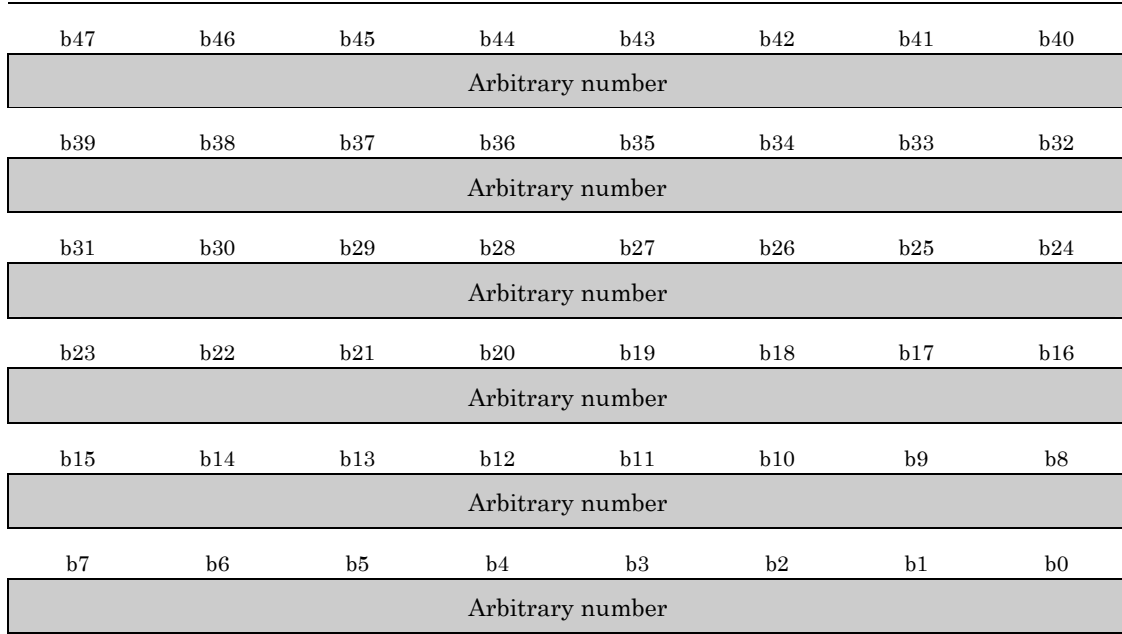 b47 b46 b45 b44 b43 b42 b41 b40
Arbitrary number
b39 b38 b37 b36 b35 b34 b33 b32
Arbitrary number
b31 b30 b29 b28 b27 b26 b25 b24
Arbitrary number
b23 b22 b21 b20 b19 b18 b17 b16
Arbitrary number
b15 b14 b13 b12 b11 b10 b9 b8
Arbitrary number
b7 b6 b5 b4 b3 b2 b1 b0
Arbitrary number